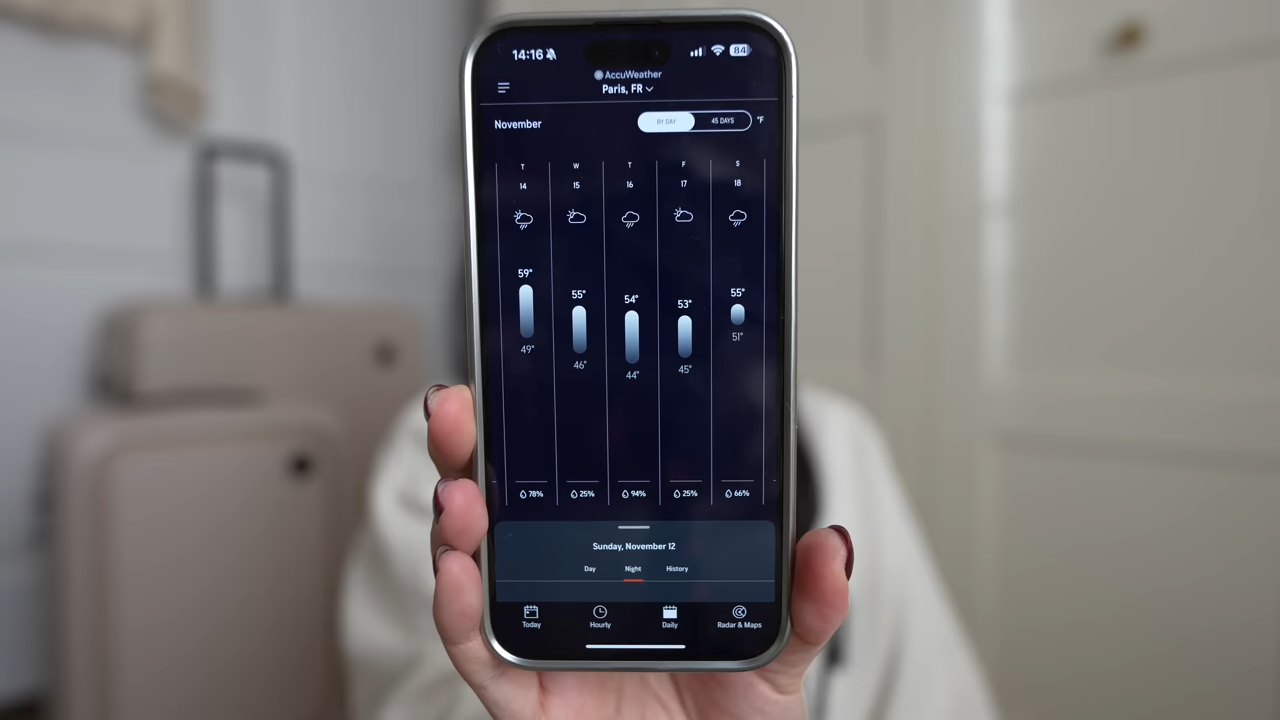 14:16 84
AccuWeather
Paris, FR
November BY DAY 45 DAYS °F
T W T F S
14 15 16 17 18
59° 55° 54° 53° 55°
49° 46° 44° 45° 51°
78% 25% 94% 25% 66%
Sunday, November 12
Day Night History
Today Hourly Daily Radar & Maps